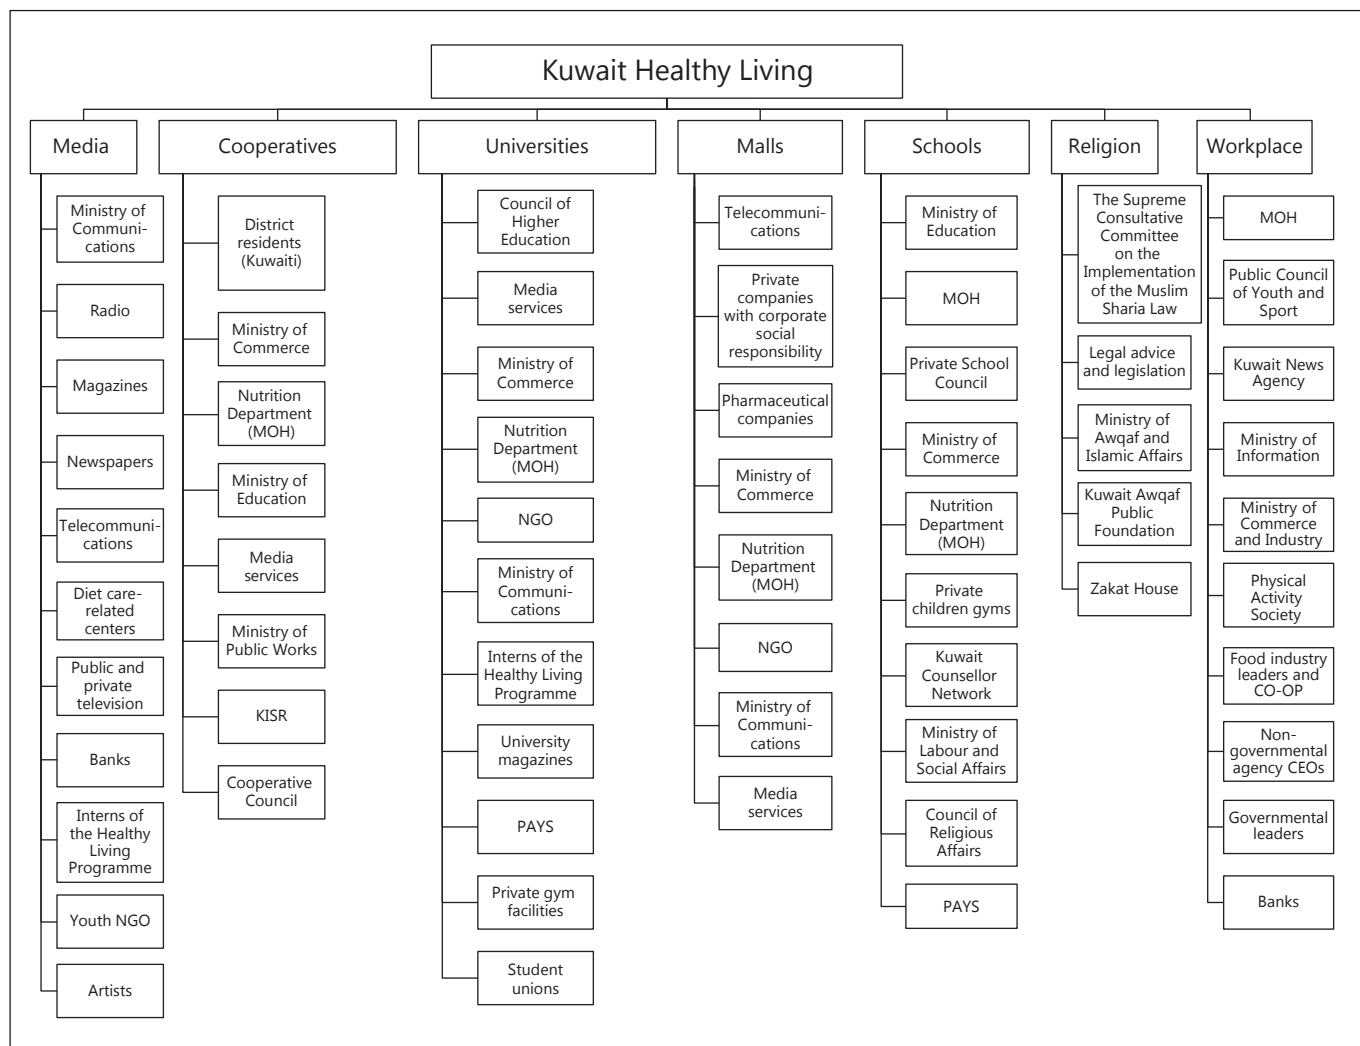 Kuwait Healthy Living
Media
Ministry of
Communi-
cations
Radio
Magazines
Newspapers
Telecommuni-
cations
Diet care-
related
centers
Public and
private
television
Banks
Interns of
the Healthy
Living
Programme
Youth NGO
Artists
Cooperatives
District
residents
(Kuwaiti)
Ministry of
Commerce
Nutrition
Department
(MOH)
Ministry of
Education
Media
services
Ministry of
Public Works
KISR
Cooperative
Council
Universities
Council of
Higher
Education
Media
services
Ministry of
Commerce
Nutrition
Department
(MOH)
NGO
Ministry of
Communi-
cations
Interns of the
Healthy Living
Programme
University
magazines
PAYS
Private gym
facilities
Student
unions
Malls
Telecommuni-
cations
Private
companies
with corporate
social
responsibility
Pharmaceutical
companies
Ministry of
Commerce
Nutrition
Department
(MOH)
NGO
Ministry of
Communi-
cations
Media
services
Schools
Ministry of
Education
MOH
Private School
Council
Ministry of
Commerce
Nutrition
Department
(MOH)
Private
children gyms
Kuwait
Counsellor
Network
Ministry of
Labour and
Social Affairs
Council of
Religious
Affairs
PAYS
Religion
The Supreme
Consultative
Committee
on the
Implementation
of the Muslim
Sharia Law
Legal advice
and legislation
Ministry of
Awqaf and
Islamic Affairs
Kuwait Awqaf
Public
Foundation
Zakat House
Workplace
MOH
Public Council
of Youth and
Sport
Kuwait News
Agency
Ministry of
Information
Ministry of
Commerce
and Industry
Physical
Activity
Society
Food industry
leaders and
CO-OP
Non-
governmental
agency CEOs
Governmental
leaders
Banks